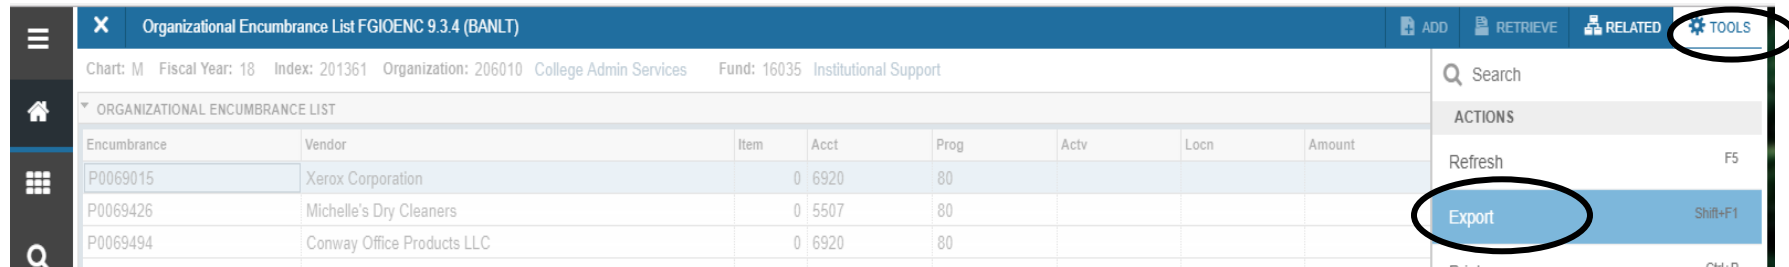 Organizational Encumbrance List FGIOENC 9.3.4 (BANLT) ADD RETRIEVE RELATED TOOLS
Chart: M Fiscal Year: 18 Index: 201361 Organization: 206010 College Admin Services Fund: 16035 Institutional Support
Search
ORGANIZATIONAL ENCUMBRANCE LIST
ACTIONS
Encumbrance Vendor Item Acct Prog Actv Locn Amount
Refresh F5
P0069015 Xerox Corporation 0 6920 80
P0069426 Michelle's Dry Cleaners 0 5507 80
Export Shift+F1
P0069494 Conway Office Products LLC 0 6920 80